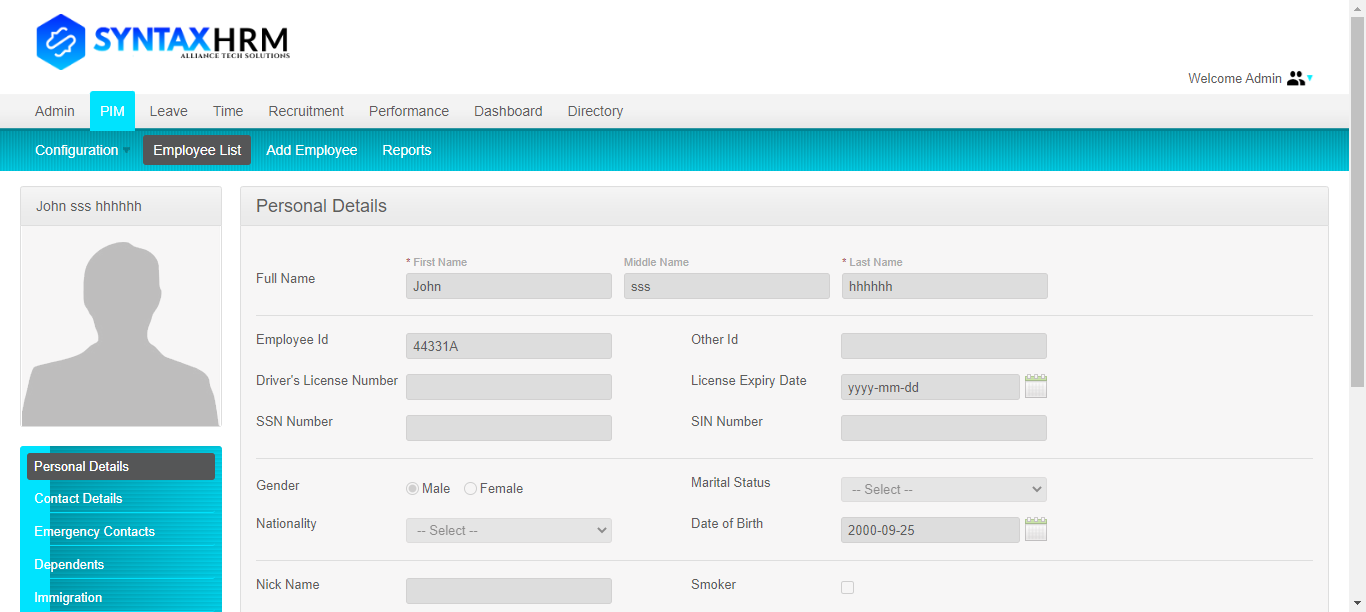 SYNTAXHRM
ALLIANCE TECH SOLUTIONS
Welcome Admin
Admin PIM Leave Time Recruitment Performance Dashboard Directory
Configuration Employee List Add Employee Reports
John sss hhhhhh
Personal Details
* First Name Middle Name * Last Name
Full Name John sss hhhhhh
Employee Id 44331A Other Id
Driver's License Number License Expiry Date yyyy-mm-dd
SSN Number SIN Number
Gender Male Female Marital Status -- Select --
Nationality -- Select -- Date of Birth 2000-09-25
Nick Name Smoker
Personal Details
Contact Details
Emergency Contacts
Dependents
Immigration